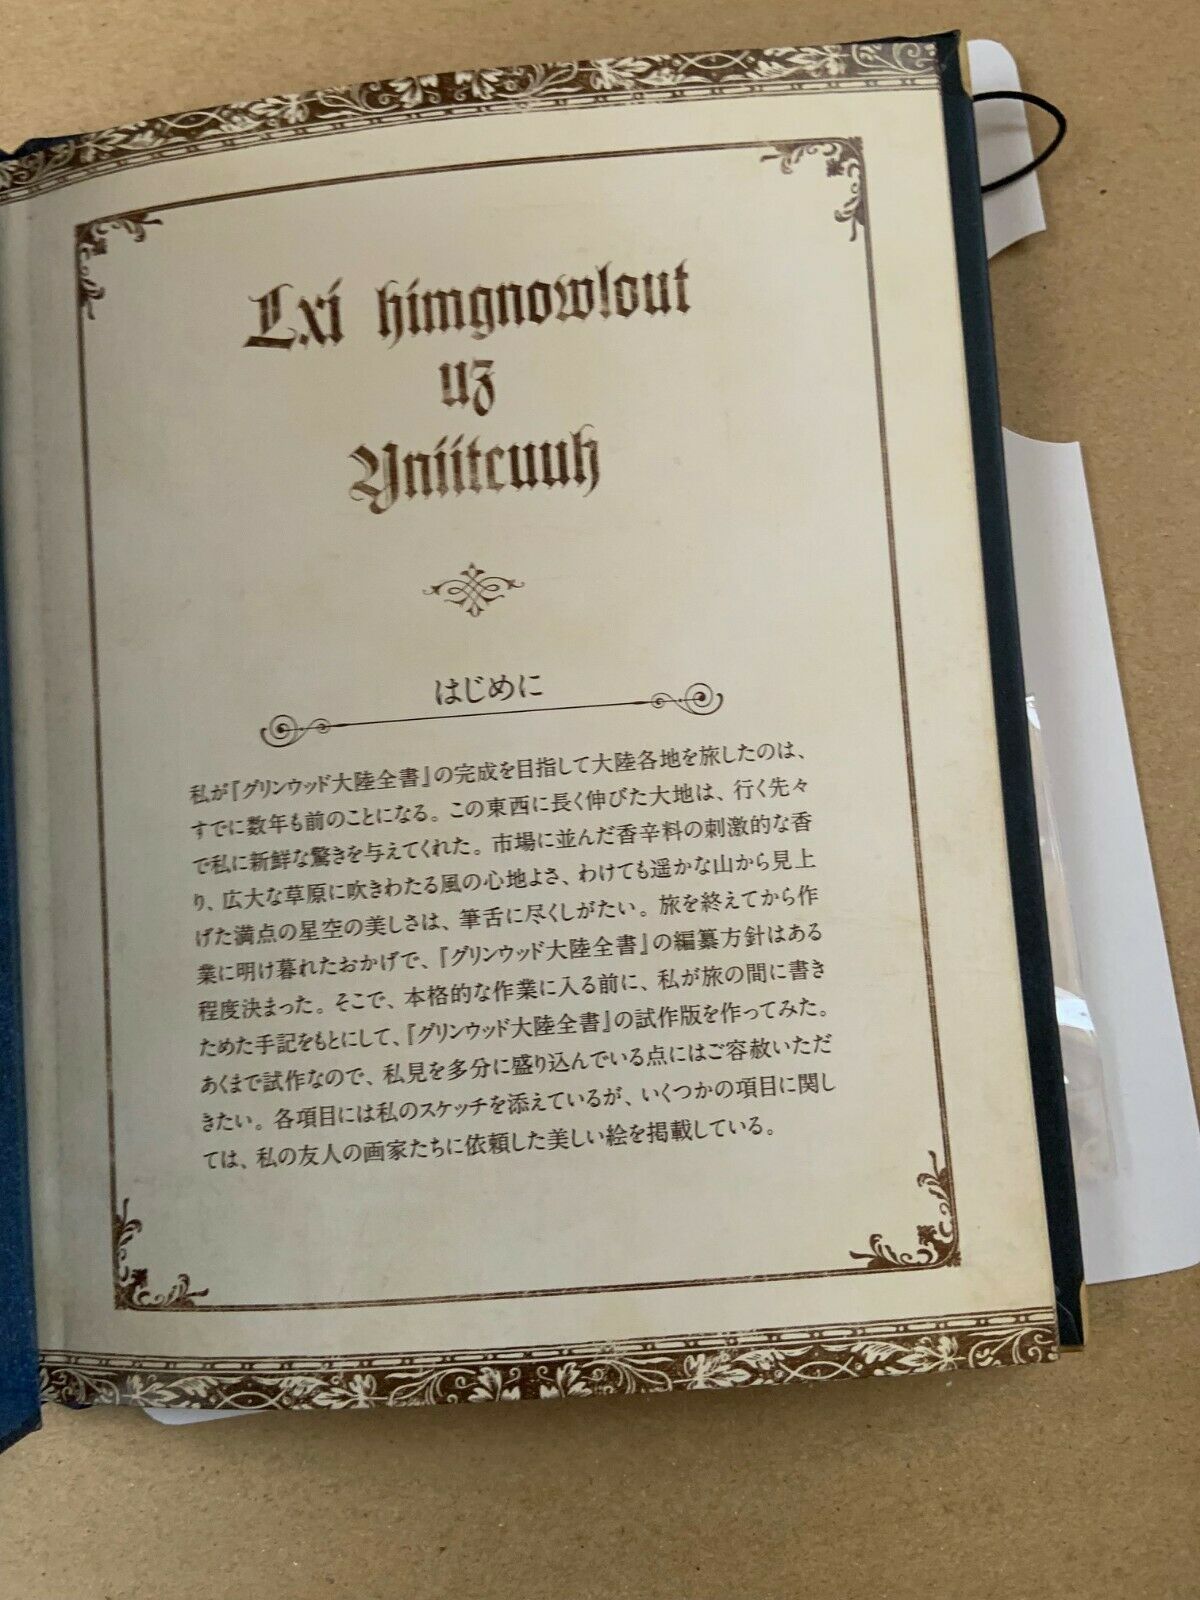 Lxi himgnowlout
uz
Yniitcuuh
はじめに
私が『グリンウッド大陸全書』の完成を目指して大陸各地を旅したのは、
すでに数年も前のことになる。この東西に長く伸びた大地は、行く先々
で私に新鮮な驚きを与えてくれた。市場に並んだ香辛料の刺激的な香
り、広大な草原に吹きわたる風の心地よさ、わけても遥かな山から見上
げた満点の星空の美しさは、筆舌に尽くしがたい。旅を終えてから作
業に明け暮れたおかげで、『グリンウッド大陸全書』の編纂方針はある
程度決まった。そこで、本格的な作業に入る前に、私が旅の間に書き
ためた手記をもとにして、『グリンウッド大陸全書』の試作版を作ってみた。
あくまで試作なので、私見を多分に盛り込んでいる点にはご容赦いただ
きたい。各項目には私のスケッチを添えているが、いくつかの項目に関し
ては、私の友人の画家たちに依頼した美しい絵を掲載している。